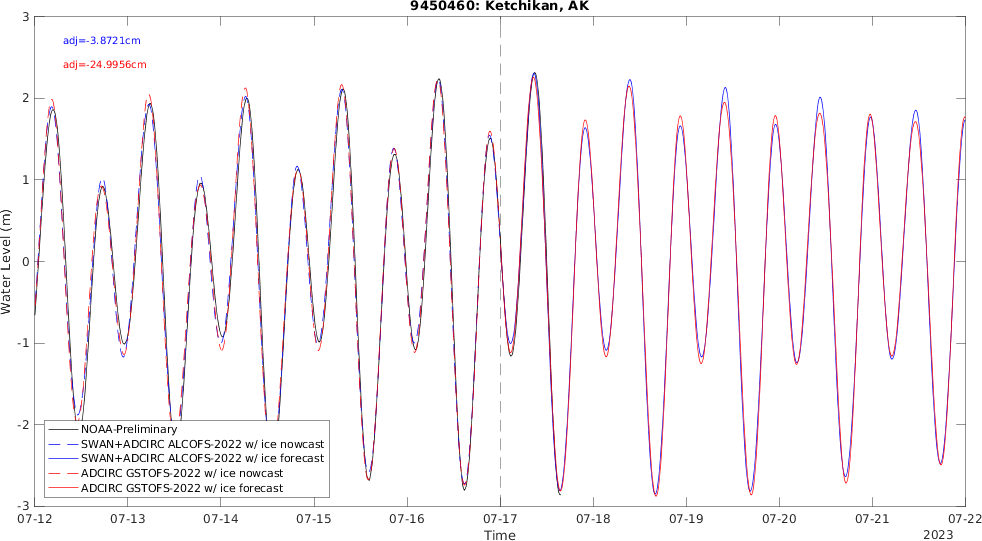 9450460: Ketchikan, AK
adj=-3.8721cm
adj=-24.9956cm
3
2
1
0
-1
-2
-3
Water Level (m)
NOAA-Preliminary
SWAN+ADCIRC ALCOFS-2022 w/ ice nowcast
SWAN+ADCIRC ALCOFS-2022 w/ ice forecast
ADCIRC GSTOFS-2022 w/ ice nowcast
ADCIRC GSTOFS-2022 w/ ice forecast
07-12 07-13 07-14 07-15 07-16 07-17 07-18 07-19 07-20 07-21 07-22
Time
2023